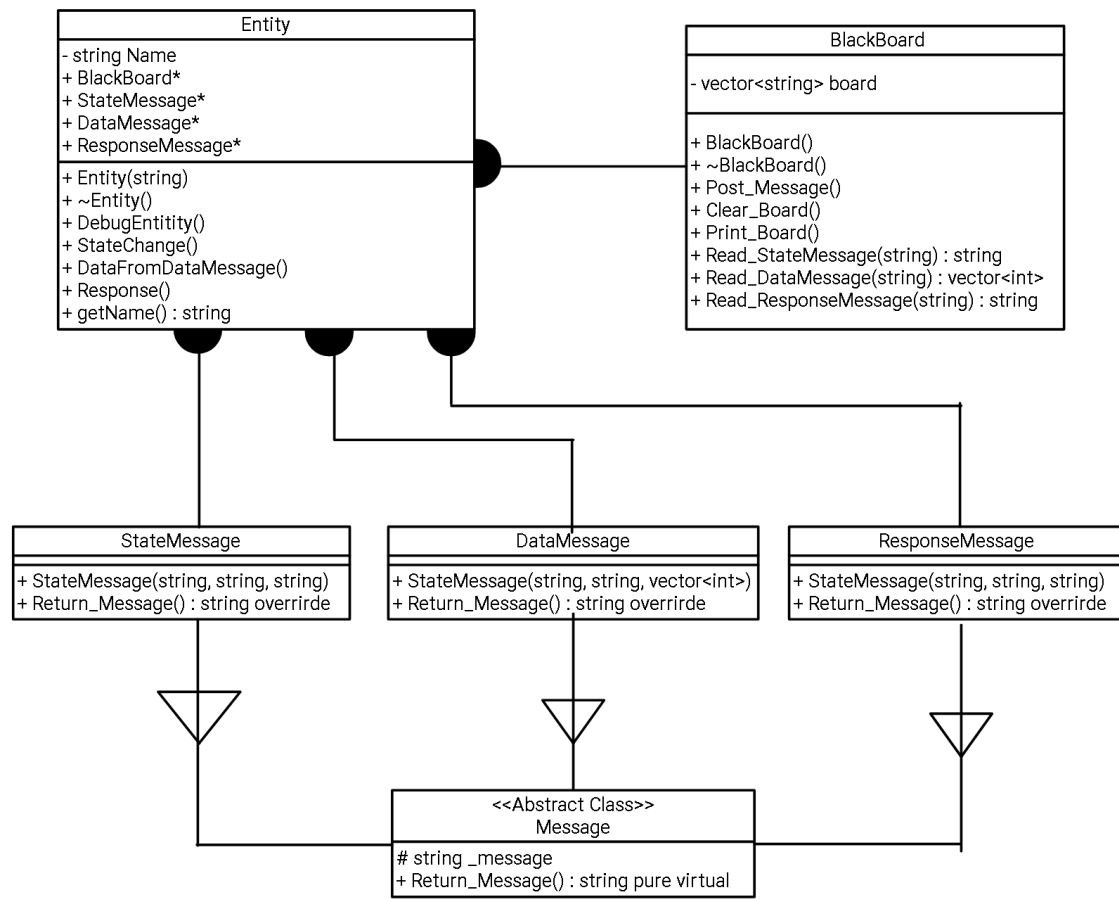 Entity
- string Name
+ BlackBoard*
+ StateMessage*
+ DataMessage*
+ ResponseMessage*
+ Entity(string)
+ ~Entity()
+ DebugEntitity()
+ StateChange()
+ DataFromDataMessage()
+ Response()
+ getName() : string
BlackBoard
- vector<string> board
+ BlackBoard()
+ ~BlackBoard()
+ Post_Message()
+ Clear_Board()
+ Print_Board()
+ Read_StateMessage(string) : string
+ Read_DataMessage(string) : vector<int>
+ Read_ResponseMessage(string) : string
StateMessage
+ StateMessage(string, string, string)
+ Return_Message() : string overrirde
DataMessage
+ StateMessage(string, string, vector<int>)
+ Return_Message() : string overrirde
ResponseMessage
+ StateMessage(string, string, string)
+ Return_Message() : string overrirde
<<Abstract Class>>
Message
# string _message
+ Return_Message() : string pure virtual